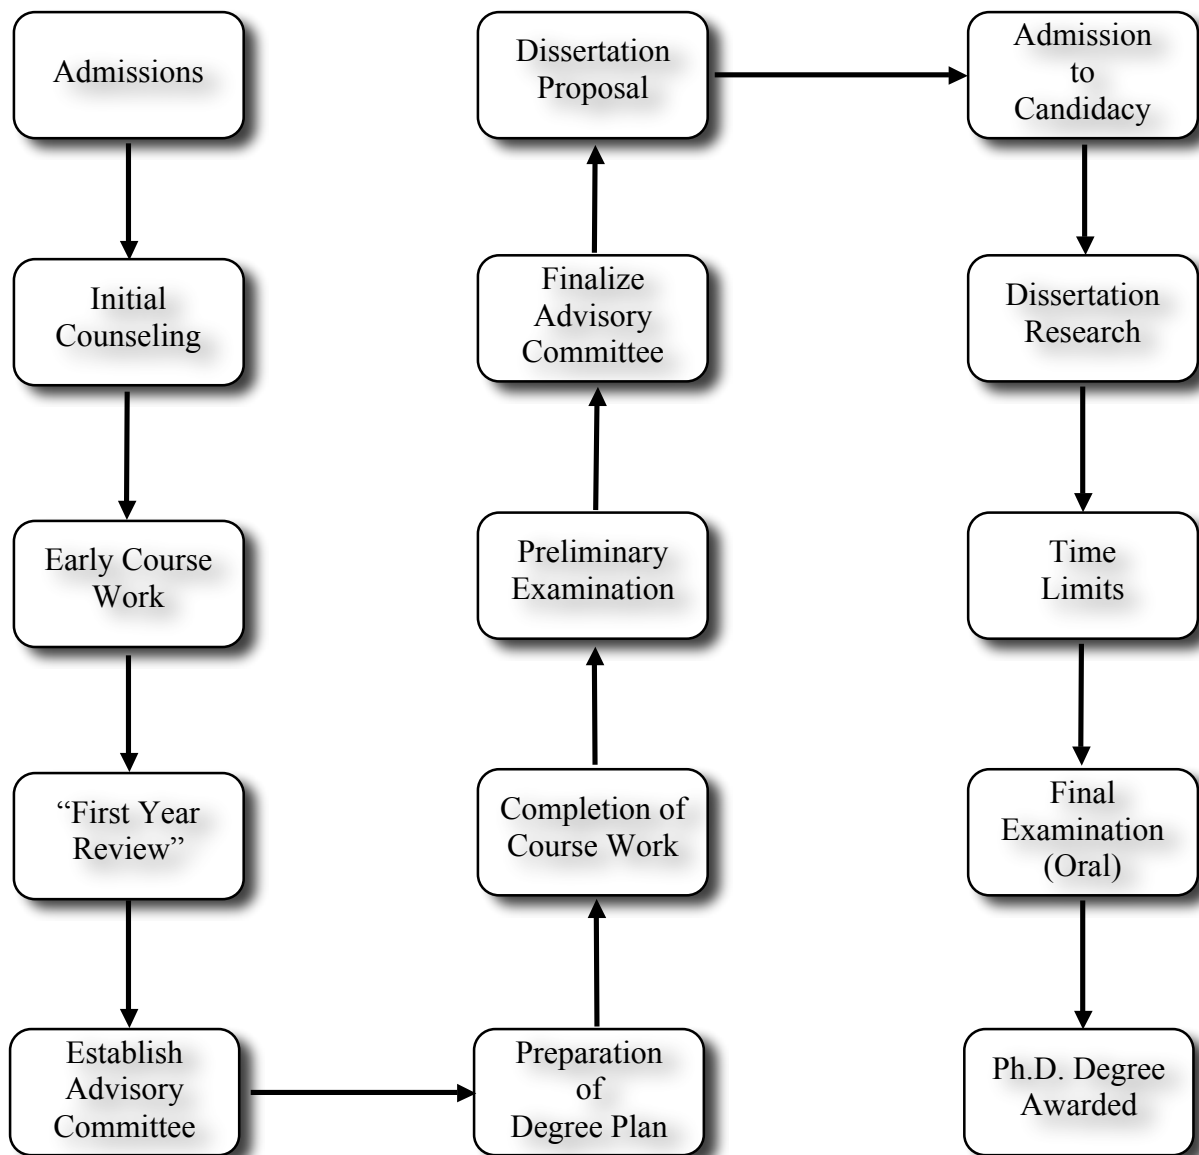 Admissions
Initial
Counseling
Early Course
Work
“First Year
Review”
Establish
Advisory
Committee
Preparation
of
Degree Plan
Completion of
Course Work
Preliminary
Examination
Finalize
Advisory
Committee
Dissertation
Proposal
Admission
to
Candidacy
Dissertation
Research
Time
Limits
Final
Examination
(Oral)
Ph.D. Degree
Awarded